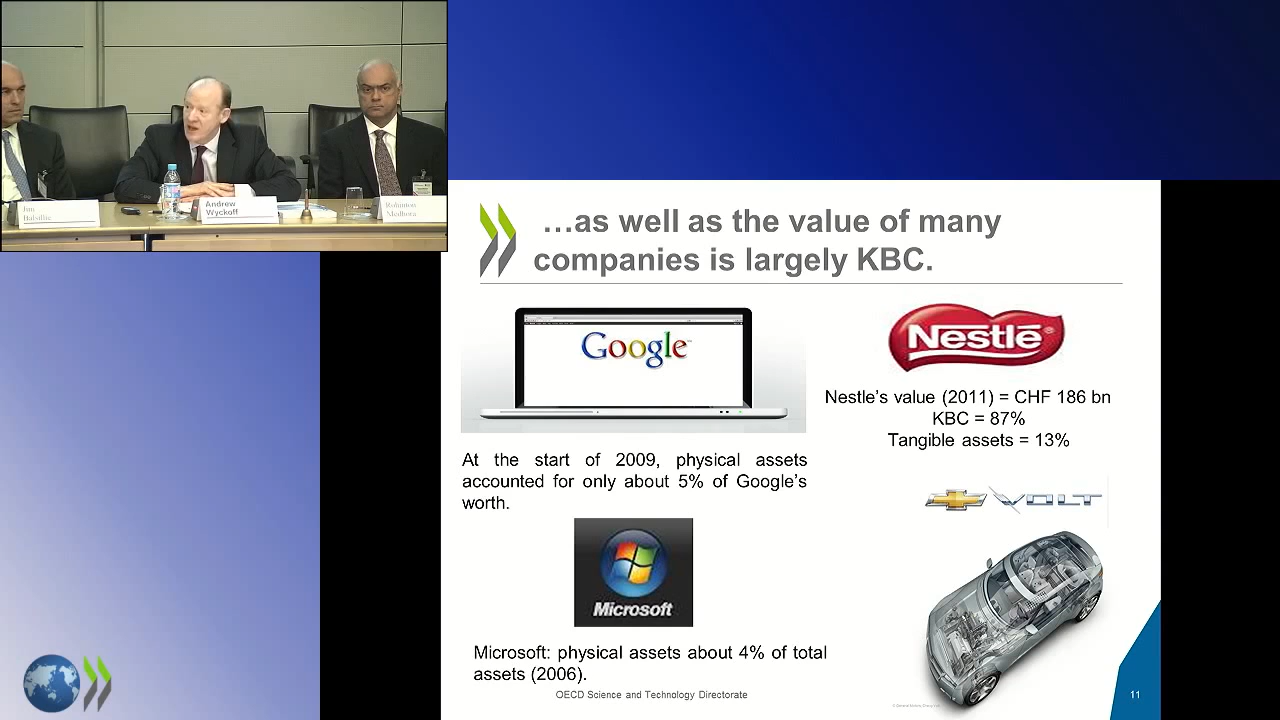 Jim
Balsillie
Andrew
Wyckoff
…as well as the value of many
companies is largely KBC.
Google™
Nestlé®
Nestle’s value (2011) = CHF 186 bn
KBC = 87%
Tangible assets = 13%
At the start of 2009, physical assets
accounted for only about 5% of Google’s
worth.
VOLT
Microsoft
Microsoft: physical assets about 4% of total
assets (2006).
OECD Science and Technology Directorate
11